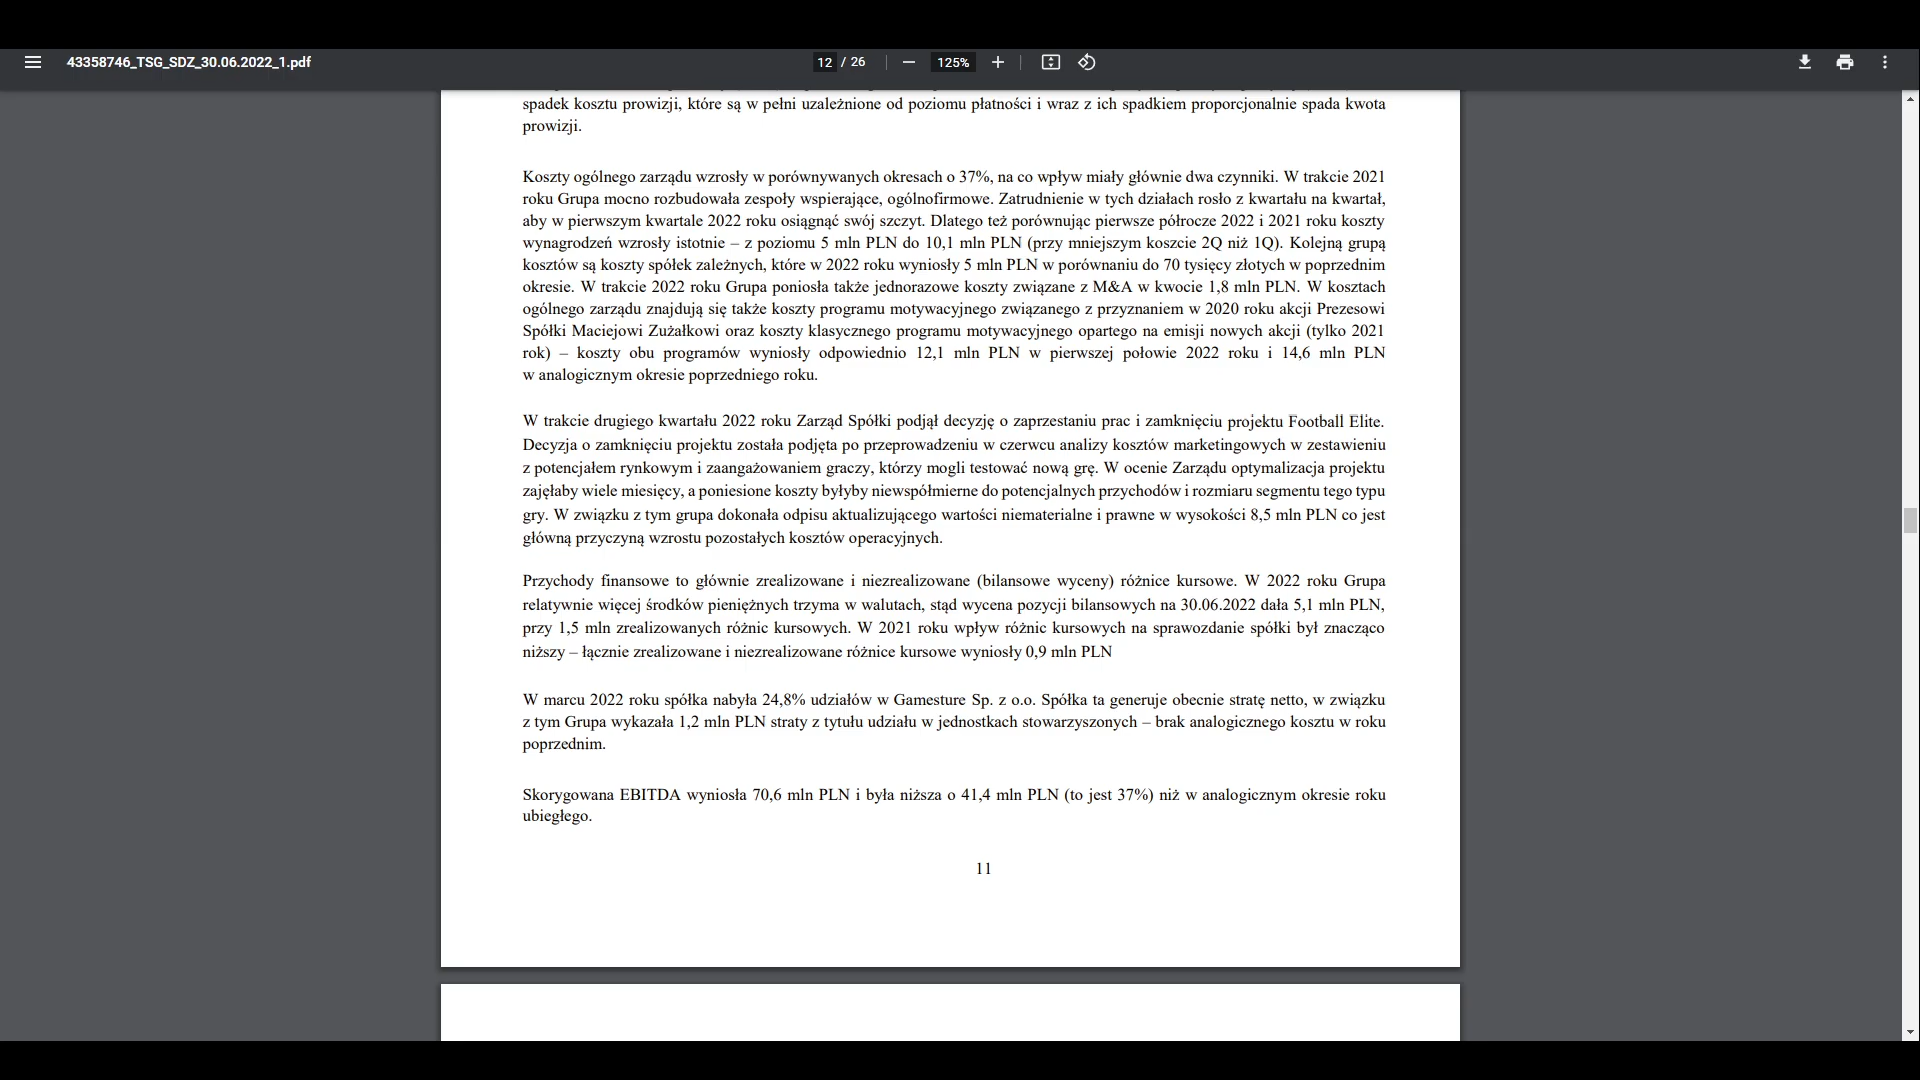 43358746_TSG_SDZ_30.06.2022_1.pdf
12 / 26
125%
spadek kosztu prowizji, które są w pełni uzależnione od poziomu płatności i wraz z ich spadkiem proporcjonalnie spada kwota
prowizji.
Koszty ogólnego zarządu wzrosły w porównywanych okresach o 37%, na co wpływ miały głównie dwa czynniki. W trakcie 2021
roku Grupa mocno rozbudowała zespoły wspierające, ogólnofirmowe. Zatrudnienie w tych działach rosło z kwartału na kwartał,
aby w pierwszym kwartale 2022 roku osiągnąć swój szczyt. Dlatego też porównując pierwsze półrocze 2022 i 2021 roku koszty
wynagrodzeń wzrosły istotnie – z poziomu 5 mln PLN do 10,1 mln PLN (przy mniejszym koszcie 2Q niż 1Q). Kolejną grupą
kosztów są koszty spółek zależnych, które w 2022 roku wyniosły 5 mln PLN w porównaniu do 70 tysięcy złotych w poprzednim
okresie. W trakcie 2022 roku Grupa poniosła także jednorazowe koszty związane z M&A w kwocie 1,8 mln PLN. W kosztach
ogólnego zarządu znajdują się także koszty programu motywacyjnego związanego z przyznaniem w 2020 roku akcji Prezesowi
Spółki Maciejowi Zużałkowi oraz koszty klasycznego programu motywacyjnego opartego na emisji nowych akcji (tylko 2021
rok) – koszty obu programów wyniosły odpowiednio 12,1 mln PLN w pierwszej połowie 2022 roku i 14,6 mln PLN
w analogicznym okresie poprzedniego roku.
W trakcie drugiego kwartału 2022 roku Zarząd Spółki podjął decyzję o zaprzestaniu prac i zamknięciu projektu Football Elite.
Decyzja o zamknięciu projektu została podjęta po przeprowadzeniu w czerwcu analizy kosztów marketingowych w zestawieniu
z potencjałem rynkowym i zaangażowaniem graczy, którzy mogli testować nową grę. W ocenie Zarządu optymalizacja projektu
zajęłaby wiele miesięcy, a poniesione koszty byłyby niewspółmierne do potencjalnych przychodów i rozmiaru segmentu tego typu
gry. W związku z tym grupa dokonała odpisu aktualizującego wartości niematerialne i prawne w wysokości 8,5 mln PLN co jest
główną przyczyną wzrostu pozostałych kosztów operacyjnych.
Przychody finansowe to głównie zrealizowane i niezrealizowane (bilansowe wyceny) różnice kursowe. W 2022 roku Grupa
relatywnie więcej środków pieniężnych trzyma w walutach, stąd wycena pozycji bilansowych na 30.06.2022 dała 5,1 mln PLN,
przy 1,5 mln zrealizowanych różnic kursowych. W 2021 roku wpływ różnic kursowych na sprawozdanie spółki był znacząco
niższy – łącznie zrealizowane i niezrealizowane różnice kursowe wyniosły 0,9 mln PLN
W marcu 2022 roku spółka nabyła 24,8% udziałów w Gamesture Sp. z o.o. Spółka ta generuje obecnie stratę netto, w związku
z tym Grupa wykazała 1,2 mln PLN straty z tytułu udziału w jednostkach stowarzyszonych – brak analogicznego kosztu w roku
poprzednim.
Skorygowana EBITDA wyniosła 70,6 mln PLN i była niższa o 41,4 mln PLN (to jest 37%) niż w analogicznym okresie roku
ubiegłego.
11